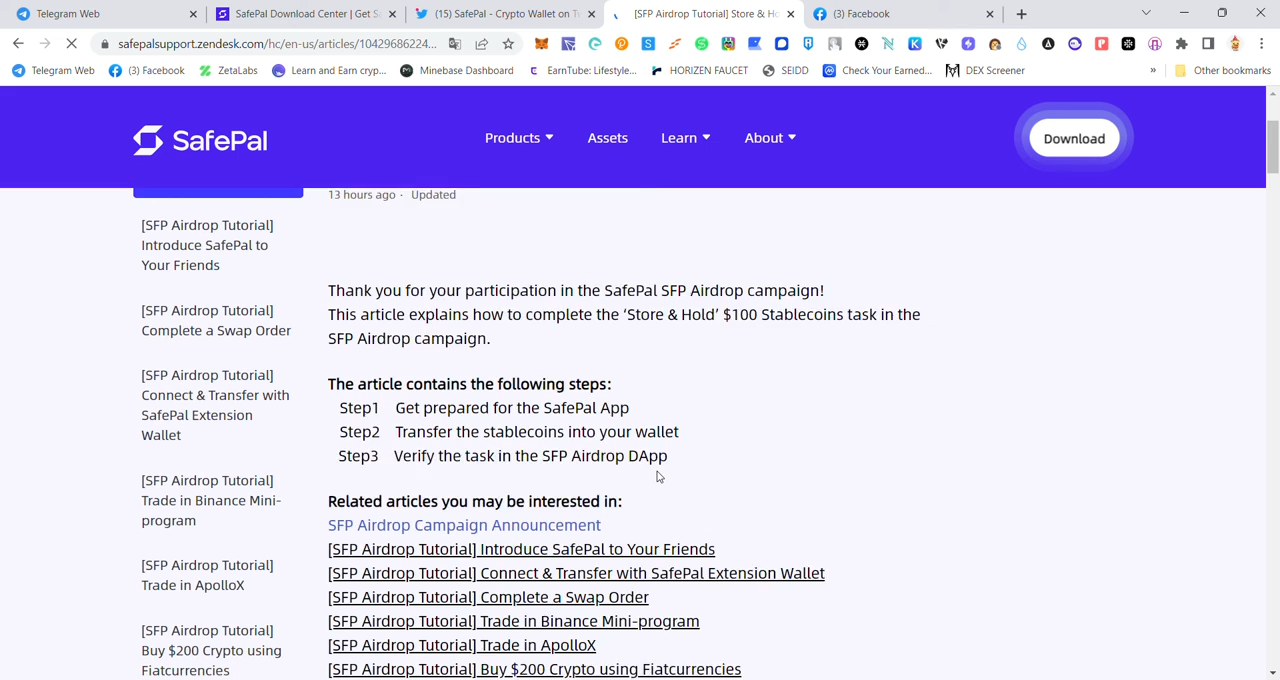 Telegram Web
SafePal Download Center | Get S
(15) SafePal - Crypto Wallet on T
[SFP Airdrop Tutorial] Store & H
(3) Facebook
safepalsupport.zendesk.com/hc/en-us/articles/10429686224...
Telegram Web
(3) Facebook
ZetaLabs
Learn and Earn cryp...
Minebase Dashboard
EarnTube: Lifestyle...
HORIZEN FAUCET
SEIDD
Check Your Earned...
DEX Screener
»
Other bookmarks
SafePal
Products
Assets
Learn
About
Download
13 hours ago · Updated
[SFP Airdrop Tutorial]
Introduce SafePal to
Your Friends
[SFP Airdrop Tutorial]
Complete a Swap Order
[SFP Airdrop Tutorial]
Connect & Transfer with
SafePal Extension
Wallet
[SFP Airdrop Tutorial]
Trade in Binance Mini-
program
[SFP Airdrop Tutorial]
Trade in ApolloX
[SFP Airdrop Tutorial]
Buy $200 Crypto using
Fiatcurrencies
Thank you for your participation in the SafePal SFP Airdrop campaign!
This article explains how to complete the ‘Store & Hold’ $100 Stablecoins task in the
SFP Airdrop campaign.
The article contains the following steps:
Step1 Get prepared for the SafePal App
Step2 Transfer the stablecoins into your wallet
Step3 Verify the task in the SFP Airdrop DApp
Related articles you may be interested in:
SFP Airdrop Campaign Announcement
[SFP Airdrop Tutorial] Introduce SafePal to Your Friends
[SFP Airdrop Tutorial] Connect & Transfer with SafePal Extension Wallet
[SFP Airdrop Tutorial] Complete a Swap Order
[SFP Airdrop Tutorial] Trade in Binance Mini-program
[SFP Airdrop Tutorial] Trade in ApolloX
[SFP Airdrop Tutorial] Buy $200 Crypto using Fiatcurrencies